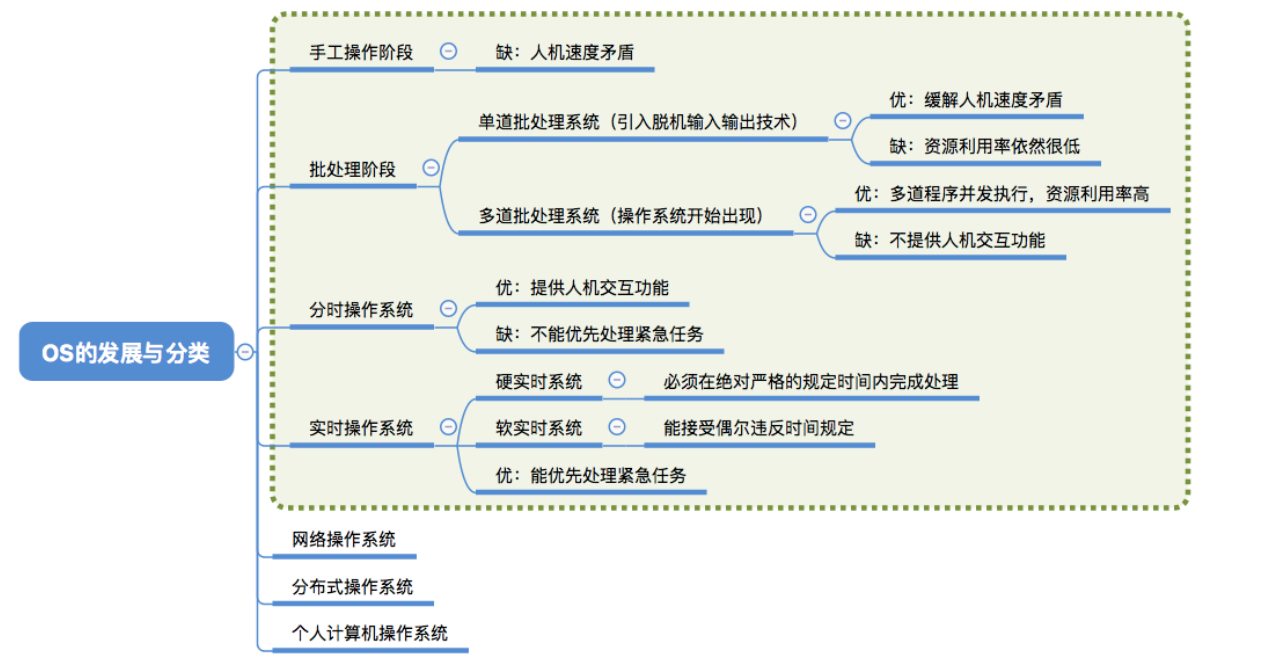 OS的发展与分类
手工操作阶段
缺：人机速度矛盾
批处理阶段
单道批处理系统（引入脱机输入输出技术）
优：缓解人机速度矛盾
缺：资源利用率依然很低
多道批处理系统（操作系统开始出现）
优：多道程序并发执行，资源利用率高
缺：不提供人机交互功能
分时操作系统
优：提供人机交互功能
缺：不能优先处理紧急任务
实时操作系统
硬实时系统
必须在绝对严格的规定时间内完成处理
软实时系统
能接受偶尔违反时间规定
优：能优先处理紧急任务
网络操作系统
分布式操作系统
个人计算机操作系统